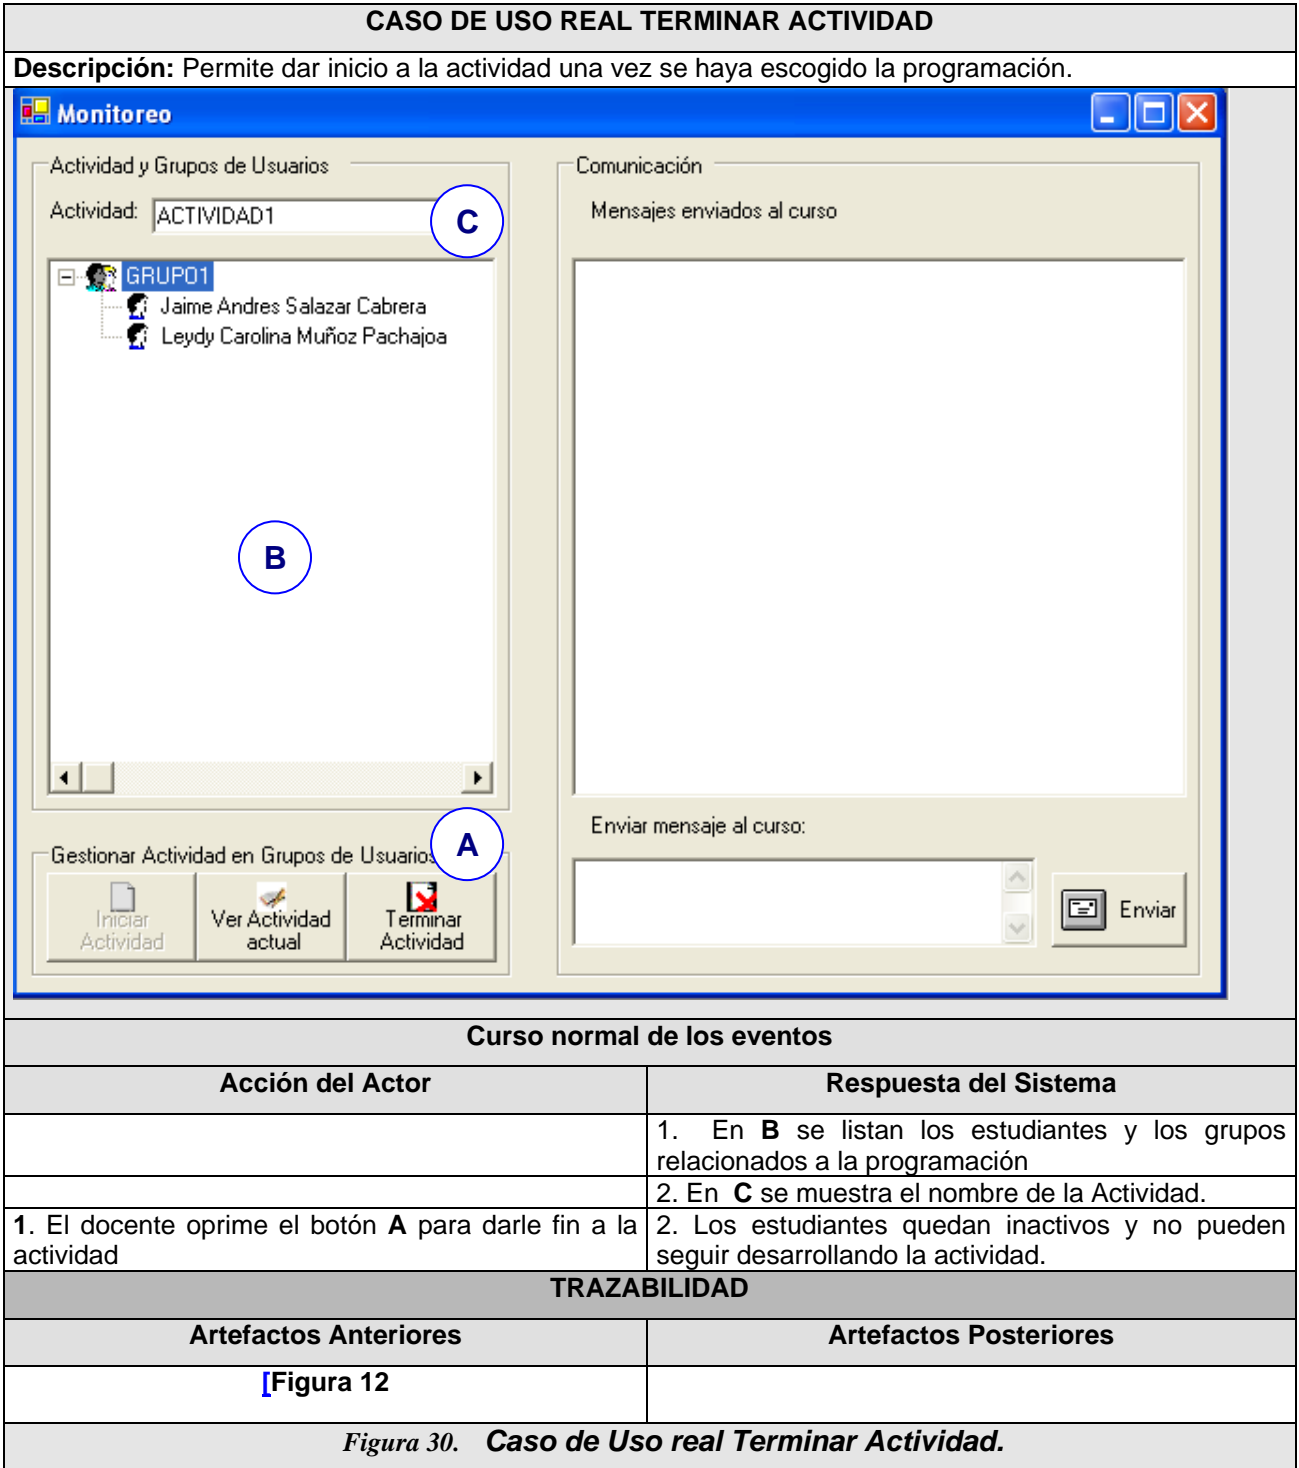 CASO DE USO REAL TERMINAR ACTIVIDAD
Descripción: Permite dar inicio a la actividad una vez se haya escogido la programación.
Monitoreo
Actividad y Grupos de Usuarios
Actividad: ACTIVIDAD1
C
GRUPO1
Jaime Andres Salazar Cabrera
Leydy Carolina Muñoz Pachajoa
B
A
Gestionar Actividad en Grupos de Usuarios
Iniciar
Actividad
Ver Actividad
actual
Terminar
Actividad
Comunicación
Mensajes enviados al curso
Enviar mensaje al curso:
Enviar
Curso normal de los eventos
Acción del Actor
Respuesta del Sistema
1. En B se listan los estudiantes y los grupos
relacionados a la programación
2. En C se muestra el nombre de la Actividad.
1. El docente oprime el botón A para darle fin a la
actividad
2. Los estudiantes quedan inactivos y no pueden
seguir desarrollando la actividad.
TRAZABILIDAD
Artefactos Anteriores
Artefactos Posteriores
[Figura 12
Figura 30. Caso de Uso real Terminar Actividad.